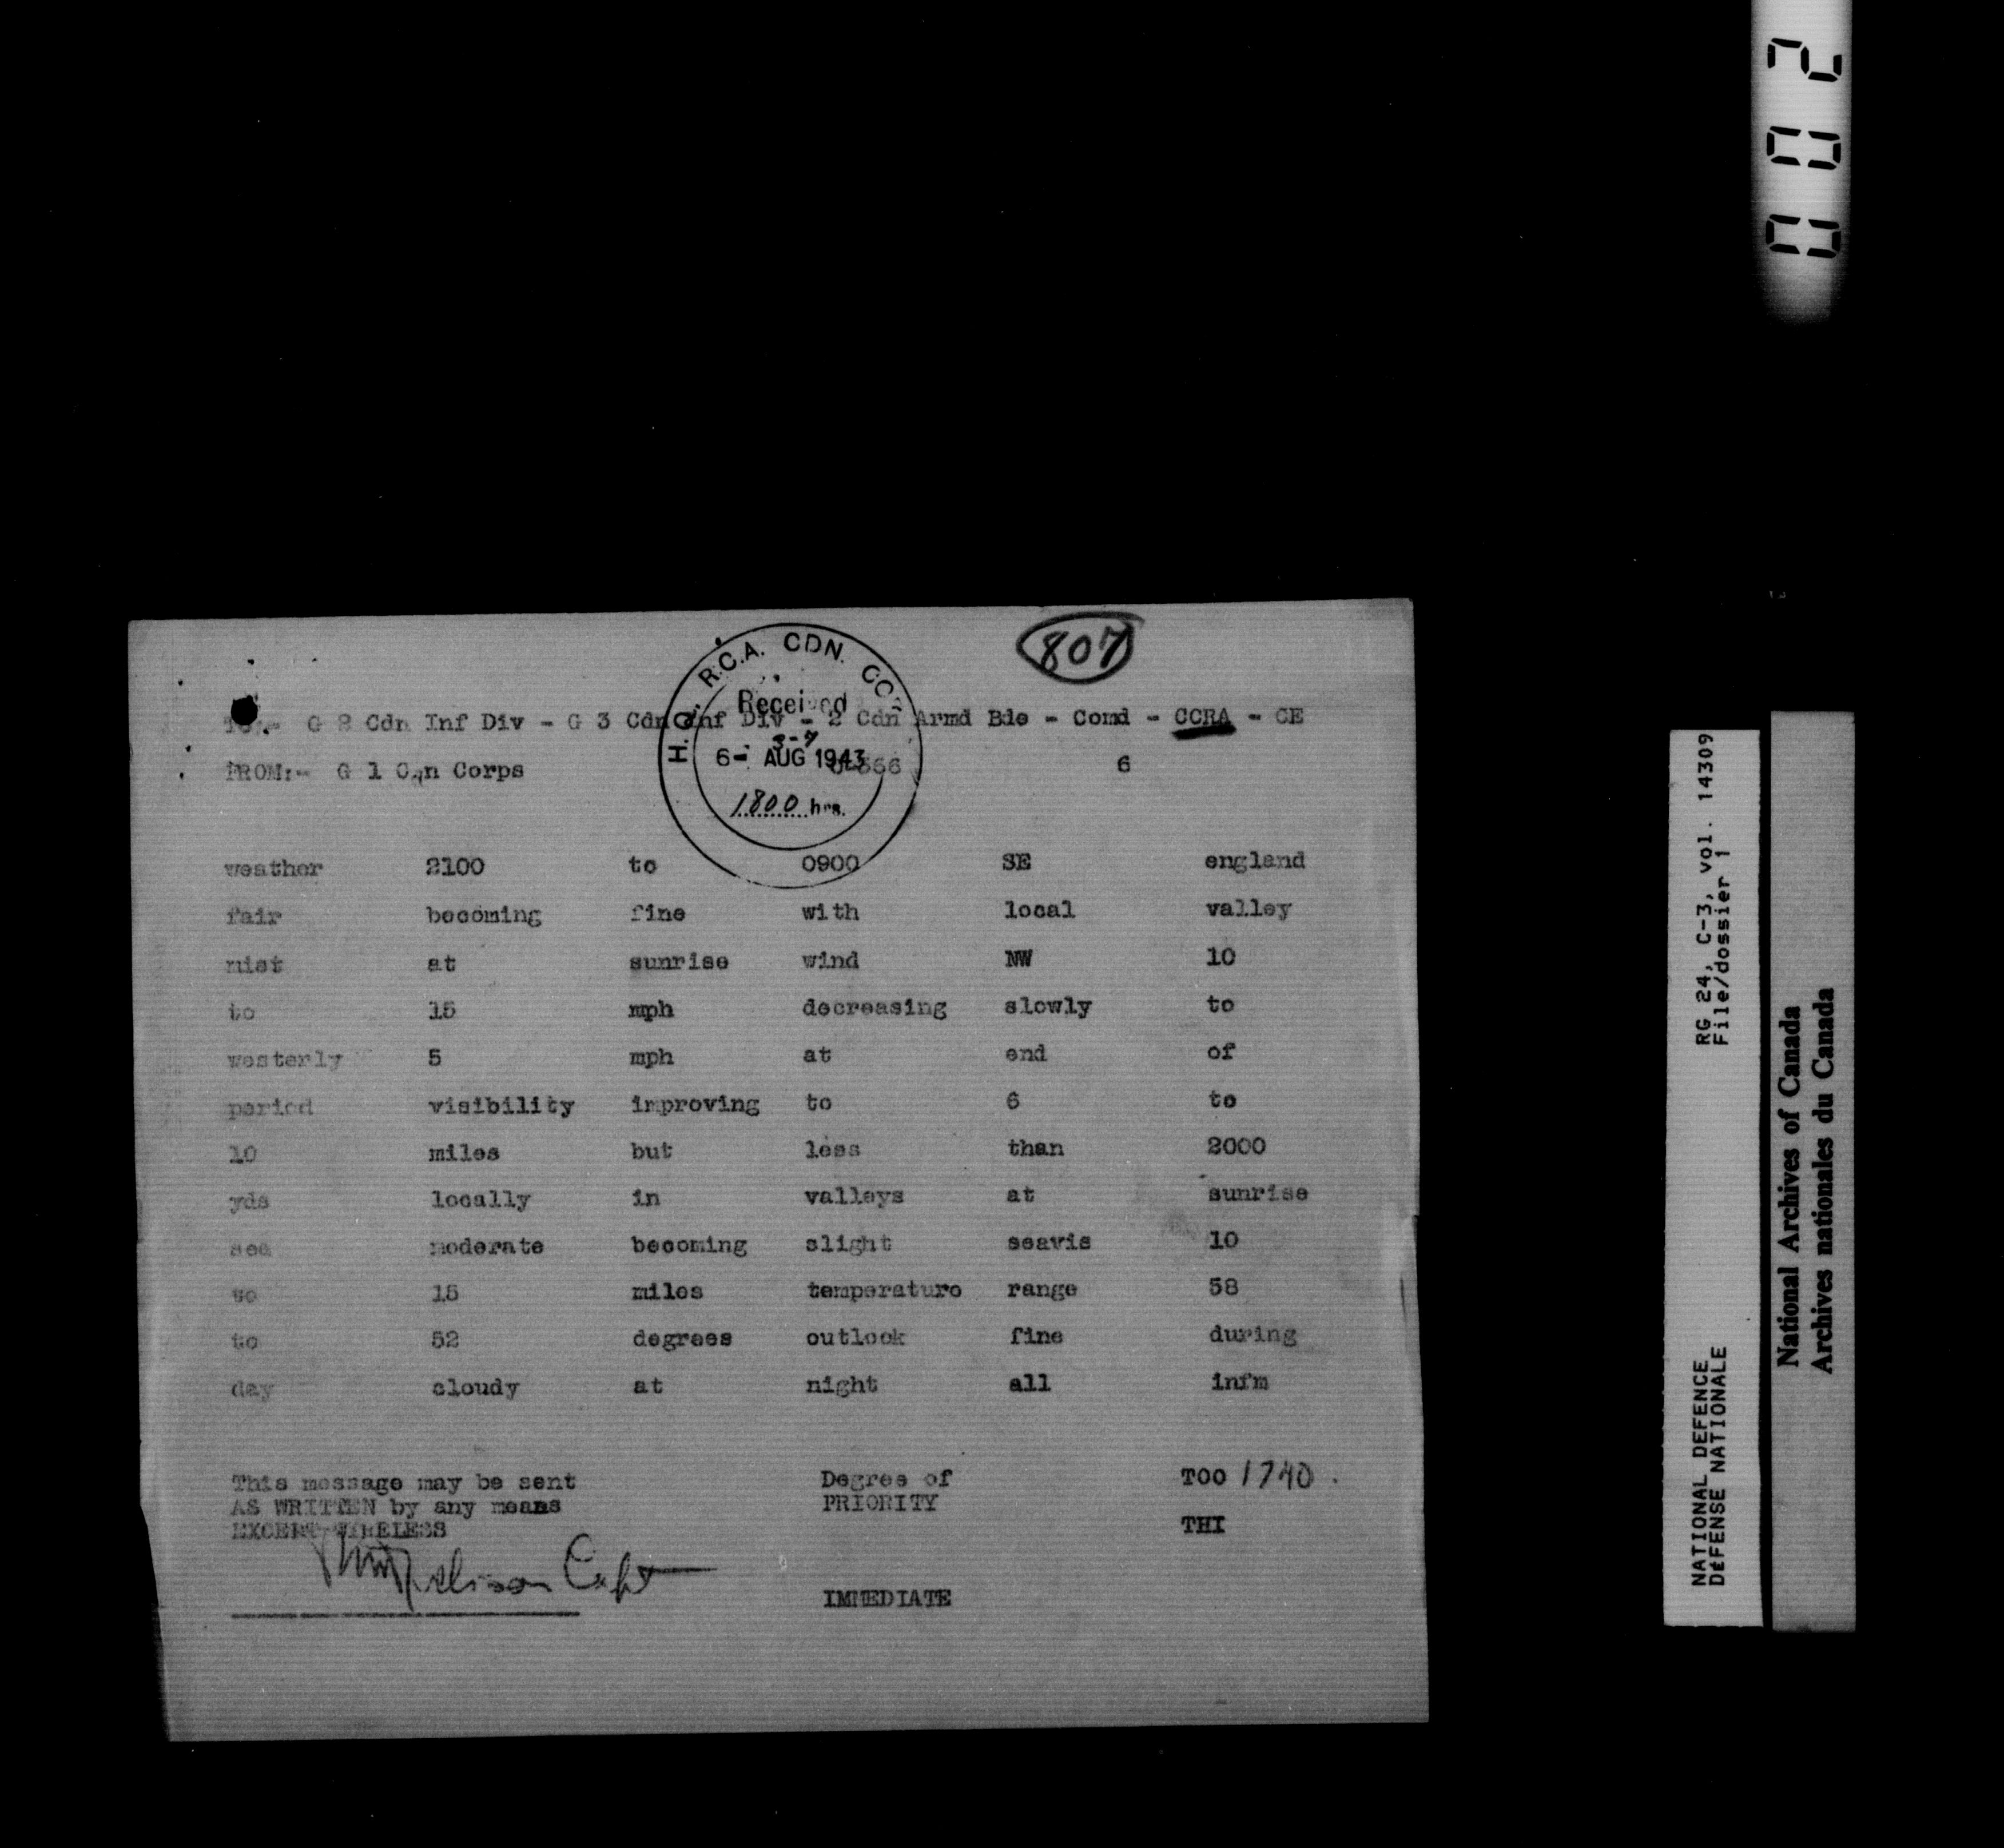 002
807
H.Q. R.C.A. CDN. CO
Received
3-7
6- AUG 1943
1800 hrs.
TO:- G 2 Cdn Inf Div - G 3 Cdn Inf Div - 2 Cdn Armd Bde - Comd - CCRA - CE
FROM:- G 1 Cdn Corps 6
weather 2100 to 0900 SE england
fair becoming fine with local valley
mist at sunrise wind NW 10
to 15 mph decreasing slowly to
westerly 5 mph at end of
period visibility improving to 6 to
10 miles but less than 2000
yds locally in valleys at sunrise
sea moderate becoming slight seavis 10
to 15 miles temperature range 58
to 52 degrees outlook fine during
day cloudy at night all infm
This message may be sent
AS WRITTEN by any means
EXCEPT WIRELESS
Capt
Degree of
PRIORITY
IMMEDIATE
TOO 1740.
THI
NATIONAL DEFENCE RG 24, C-3, vol. 14309
DÉFENSE NATIONALE File/dossier 1
National Archives of Canada
Archives nationales du Canada